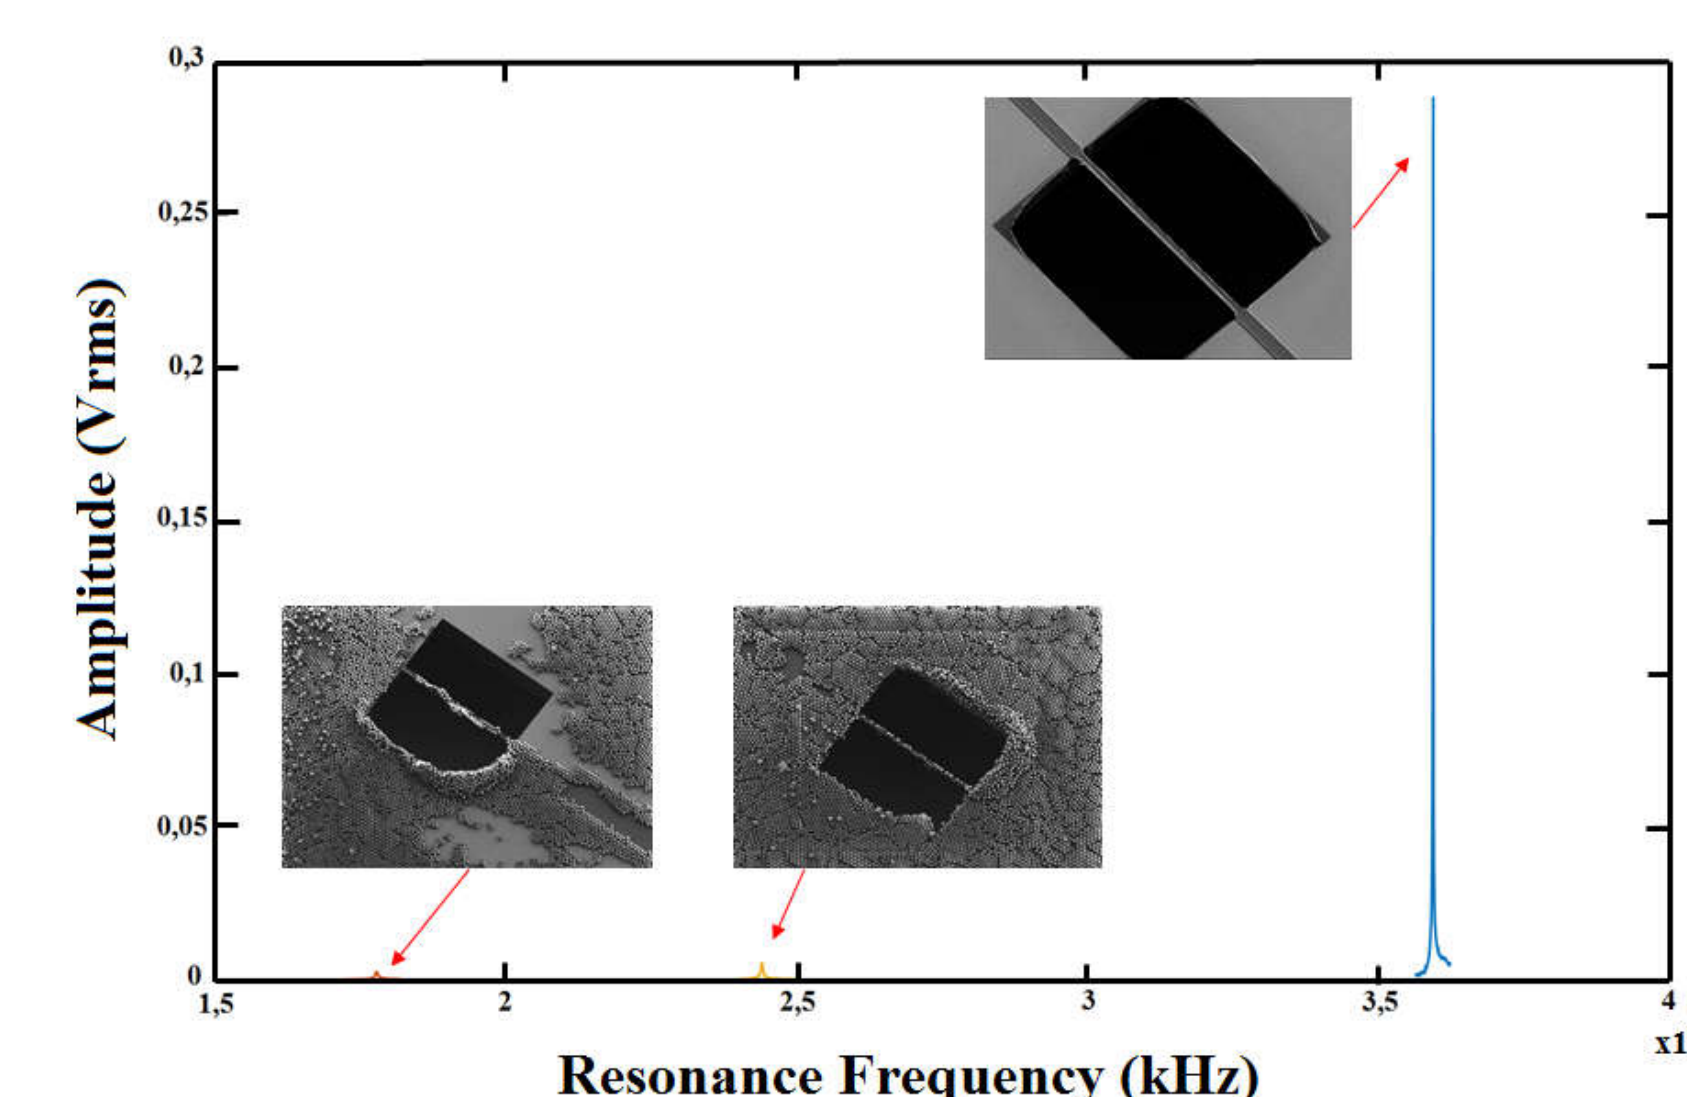 0,3
0,25
0,2
0,15
0,1
0,05
0
Amplitude (Vrms)
1,5 2 2,5 3 3,5 4
x1
Resonance Frequency (kHz)